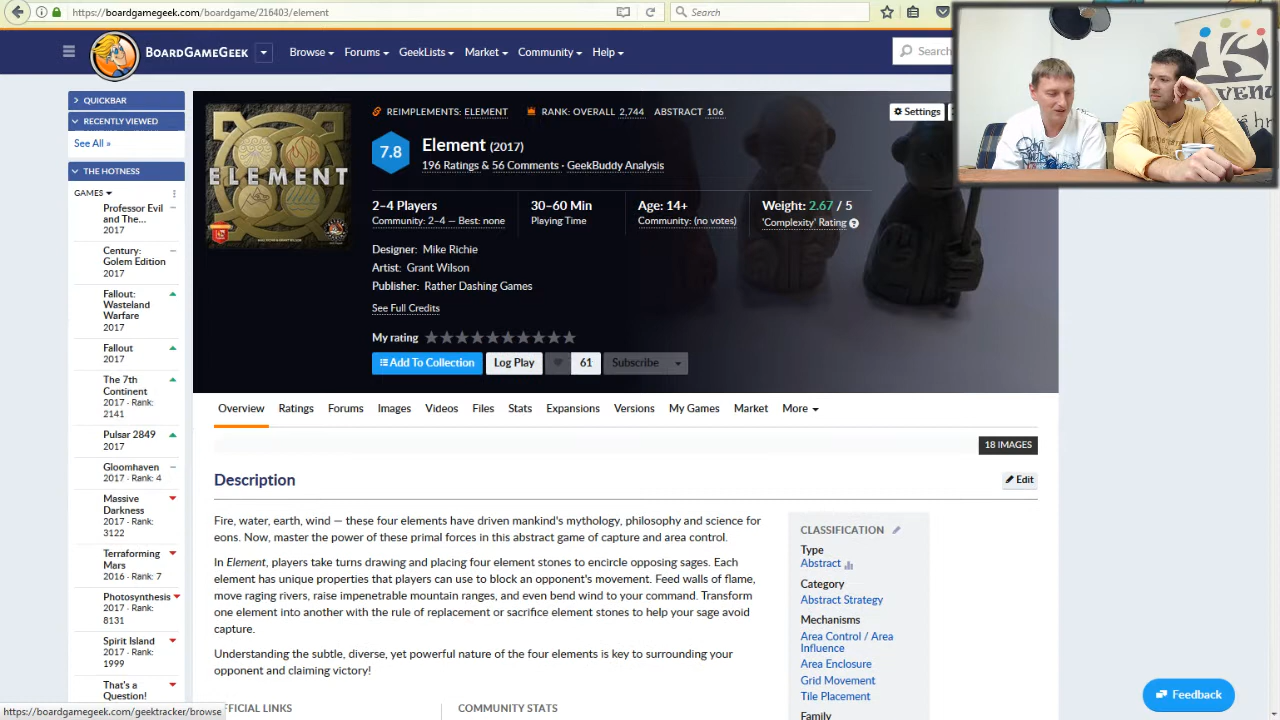 https://boardgamegeek.com/boardgame/216403/element
Search
BOARDGAMEGEEK
Browse
Forums
GeekLists
Market
Community
Help
Search
QUICKBAR
RECENTLY VIEWED
See All »
THE HOTNESS
GAMES
Professor Evil
and The...
2017
Century:
Golem Edition
2017
Fallout:
Wasteland
Warfare
2017
Fallout
2017
The 7th
Continent
2017 - Rank:
2141
Pulsar 2849
2017
Gloomhaven
2017 - Rank: 4
Massive
Darkness
2017 - Rank:
3122
Terraforming
Mars
2016 - Rank: 7
Photosynthesis
2017 - Rank:
8131
Spirit Island
2017 - Rank:
1999
That's a
Question!
ELEMENT
REIMPLEMENTS: ELEMENT
RANK: OVERALL 2,744 ABSTRACT 106
Settings
7.8
Element (2017)
196 Ratings & 56 Comments · GeekBuddy Analysis
2–4 Players
Community: 2–4 — Best: none
30–60 Min
Playing Time
Age: 14+
Community: (no votes)
Weight: 2.67 / 5
'Complexity' Rating ?
Designer: Mike Richie
Artist: Grant Wilson
Publisher: Rather Dashing Games
See Full Credits
My rating
Add To Collection
Log Play
61
Subscribe
Overview
Ratings
Forums
Images
Videos
Files
Stats
Expansions
Versions
My Games
Market
More
18 IMAGES
Description
Edit
Fire, water, earth, wind — these four elements have driven mankind's mythology, philosophy and science for
eons. Now, master the power of these primal forces in this abstract game of capture and area control.
In Element, players take turns drawing and placing four element stones to encircle opposing sages. Each
element has unique properties that players can use to block an opponent's movement. Feed walls of flame,
move raging rivers, raise impenetrable mountain ranges, and even bend wind to your command. Transform
one element into another with the rule of replacement or sacrifice element stones to help your sage avoid
capture.
Understanding the subtle, diverse, yet powerful nature of the four elements is key to surrounding your
opponent and claiming victory!
CLASSIFICATION
Type
Abstract
Category
Abstract Strategy
Mechanisms
Area Control / Area
Influence
Area Enclosure
Grid Movement
Tile Placement
Family
FFICIAL LINKS
COMMUNITY STATS
Feedback
https://boardgamegeek.com/geektracker/browse